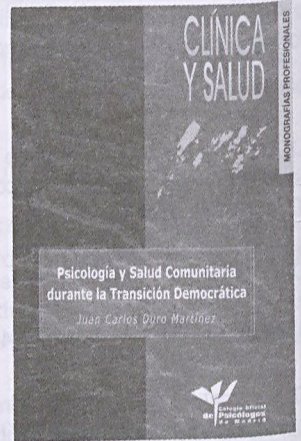 CLÍNICA
Y SALUD
MONOGRAFÍAS PROFESIONALES
Psicología y Salud Comunitaria
durante la Transición Democrática
Juan Carlos Duro Martínez
Colegio Oficial
de Psicólogos
de Madrid